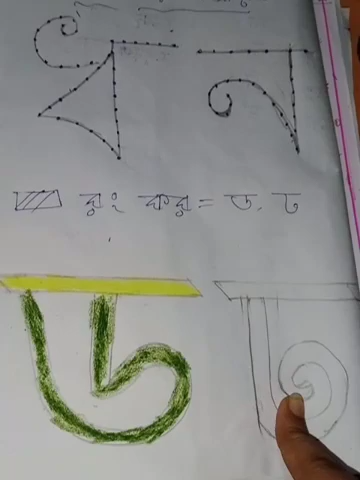 খ ন
রং কর = ড, ঢ
ড ঢ